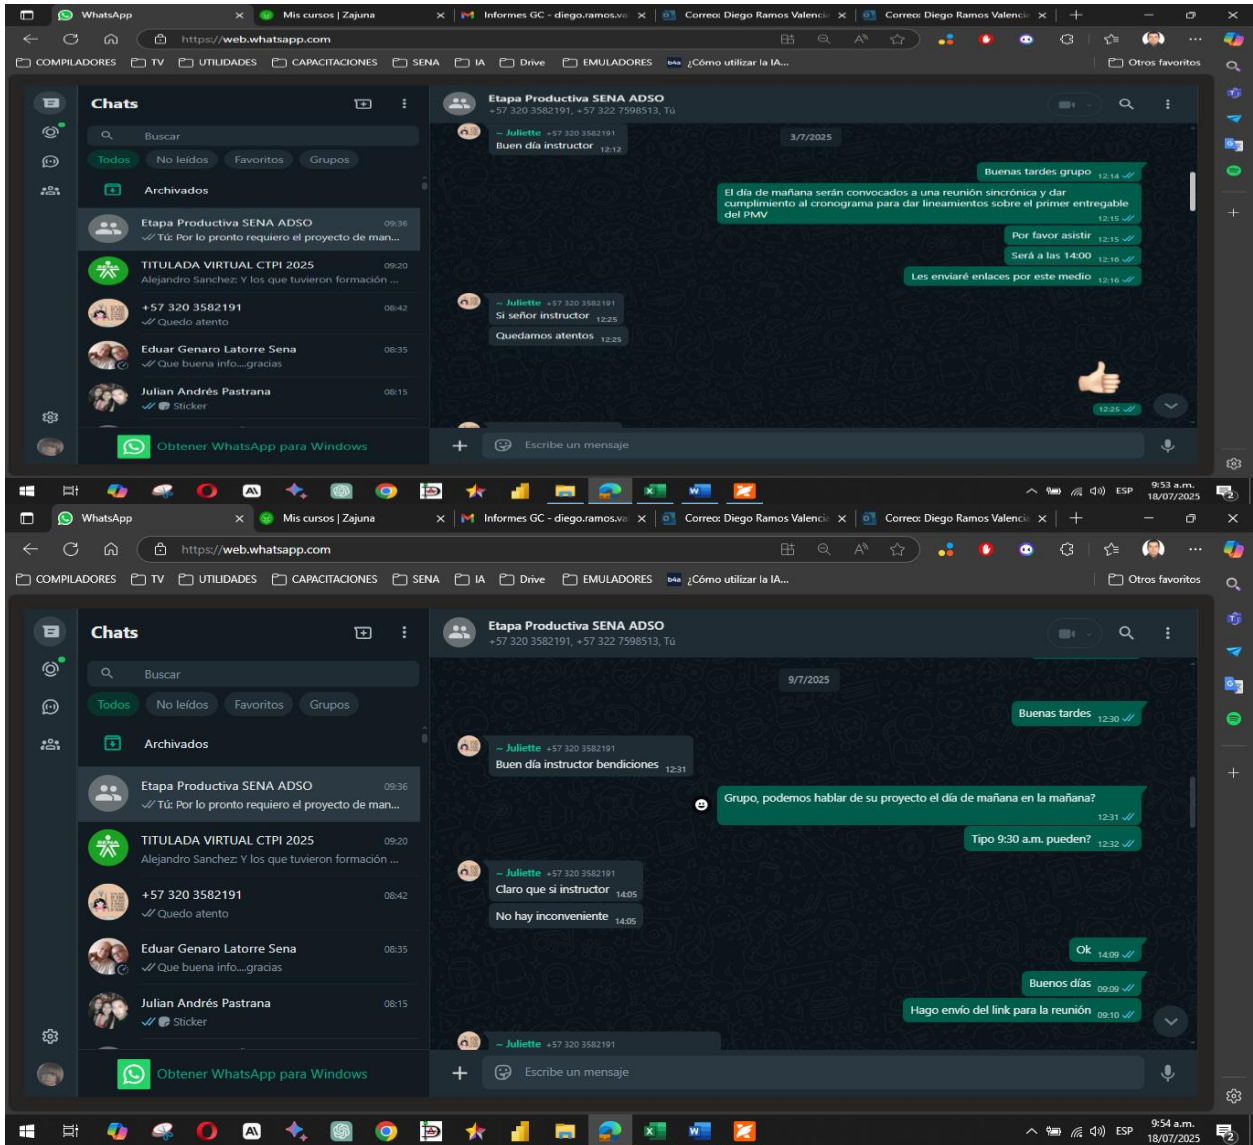 WhatsApp
Mis cursos | Zajuna
Informes GC - diego.ramos.va
Correo: Diego Ramos Valencia
Correo: Diego Ramos Valencia
https://web.whatsapp.com
COMPILADORES
TV
UTILIDADES
CAPACITACIONES
SENA
IA
Drive
EMULADORES
b4a
¿Cómo utilizar la IA...
Otros favoritos
Chats
Buscar
Todos
No leídos
Favoritos
Grupos
Archivados
Etapa Productiva SENA ADSO
09:36
Tú: Por lo pronto requiero el proyecto de man...
TITULADA VIRTUAL CTPI 2025
09:20
Alejandro Sanchez: Y los que tuvieron formación ...
+57 320 3582191
08:42
Quedo atento
Eduar Genaro Latorre Sena
08:35
Que buena info....gracias
Julian Andrés Pastrana
08:15
Sticker
Obtener WhatsApp para Windows
Etapa Productiva SENA ADSO
+57 320 3582191, +57 322 7598513, Tú
~ Juliette +57 320 3582191
Buen día instructor 12:12
3/7/2025
Buenas tardes grupo 12:14
El día de mañana serán convocados a una reunión sincrónica y dar
cumplimiento al cronograma para dar lineamientos sobre el primer entregable
del PMV
12:15
Por favor asistir 12:15
Será a las 14:00 12:16
Les enviaré enlaces por este medio 12:16
~ Juliette +57 320 3582191
Si señor instructor 12:25
Quedamos atentos 12:25
12:25
Escribe un mensaje
ESP
9:53 a.m.
18/07/2025
2
WhatsApp
Mis cursos | Zajuna
Informes GC - diego.ramos.va
Correo: Diego Ramos Valencia
Correo: Diego Ramos Valencia
https://web.whatsapp.com
COMPILADORES
TV
UTILIDADES
CAPACITACIONES
SENA
IA
Drive
EMULADORES
b4a
¿Cómo utilizar la IA...
Otros favoritos
Chats
Buscar
Todos
No leídos
Favoritos
Grupos
Archivados
Etapa Productiva SENA ADSO
09:36
Tú: Por lo pronto requiero el proyecto de man...
TITULADA VIRTUAL CTPI 2025
09:20
Alejandro Sanchez: Y los que tuvieron formación ...
+57 320 3582191
08:42
Quedo atento
Eduar Genaro Latorre Sena
08:35
Que buena info....gracias
Julian Andrés Pastrana
08:15
Sticker
Obtener WhatsApp para Windows
Etapa Productiva SENA ADSO
+57 320 3582191, +57 322 7598513, Tú
9/7/2025
Buenas tardes 12:30
~ Juliette +57 320 3582191
Buen día instructor bendiciones 12:31
Grupo, podemos hablar de su proyecto el día de mañana en la mañana?
12:31
Tipo 9:30 a.m. pueden? 12:32
~ Juliette +57 320 3582191
Claro que si instructor 14:05
No hay inconveniente 14:05
Ok 14:09
Buenos días 09:09
Hago envío del link para la reunión 09:10
~ Juliette +57 320 3582191
Escribe un mensaje
ESP
9:54 a.m.
18/07/2025
2